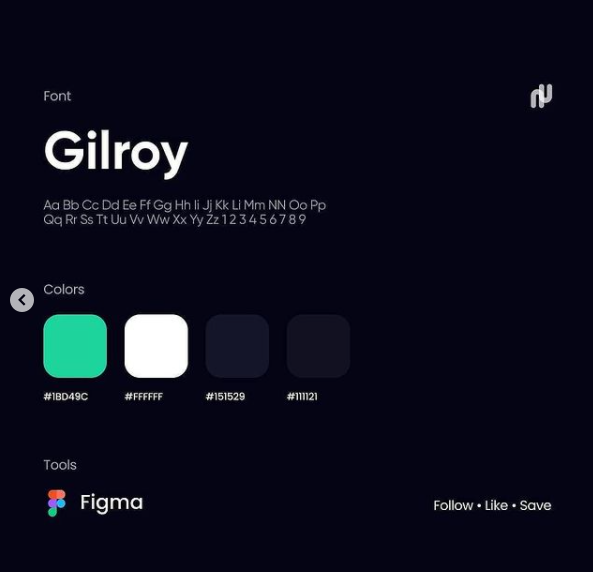 Font
Gilroy
Aa Bb Cc Dd Ee Ff Gg Hh Ii Jj Kk Ll Mm NN Oo Pp
Qq Rr Ss Tt Uu Vv Ww Xx Yy Zz 1 2 3 4 5 6 7 8 9
Colors
#1BD49C #FFFFFF #151529 #111121
Tools
Figma
Follow • Like • Save